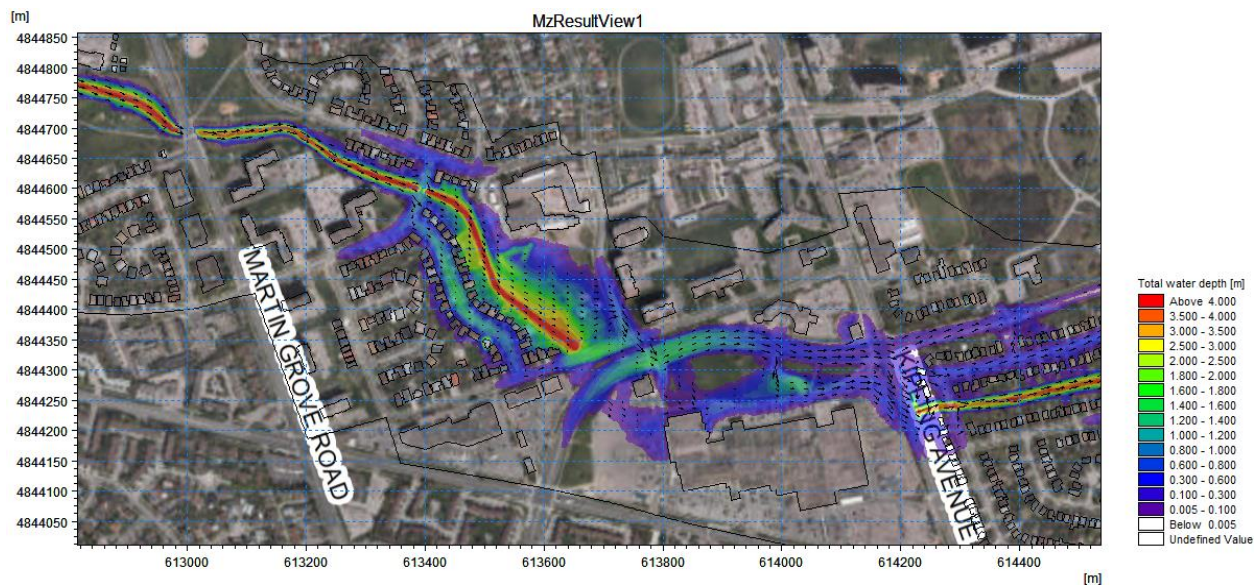 [m]
MzResultView1
4844850
4844800
4844750
4844700
4844650
4844600
4844550
4844500
4844450
4844400
4844350
4844300
4844250
4844200
4844150
4844100
4844050
MARTIN GROVE ROAD
KIPLING AVENUE
613000
613200
613400
613600
613800
614000
614200
614400
[m]
Total water depth [m]
Above 4.000
3.500 - 4.000
3.000 - 3.500
2.500 - 3.000
2.000 - 2.500
1.800 - 2.000
1.600 - 1.800
1.400 - 1.600
1.200 - 1.400
1.000 - 1.200
0.800 - 1.000
0.600 - 0.800
0.300 - 0.600
0.100 - 0.300
0.005 - 0.100
Below 0.005
Undefined Value